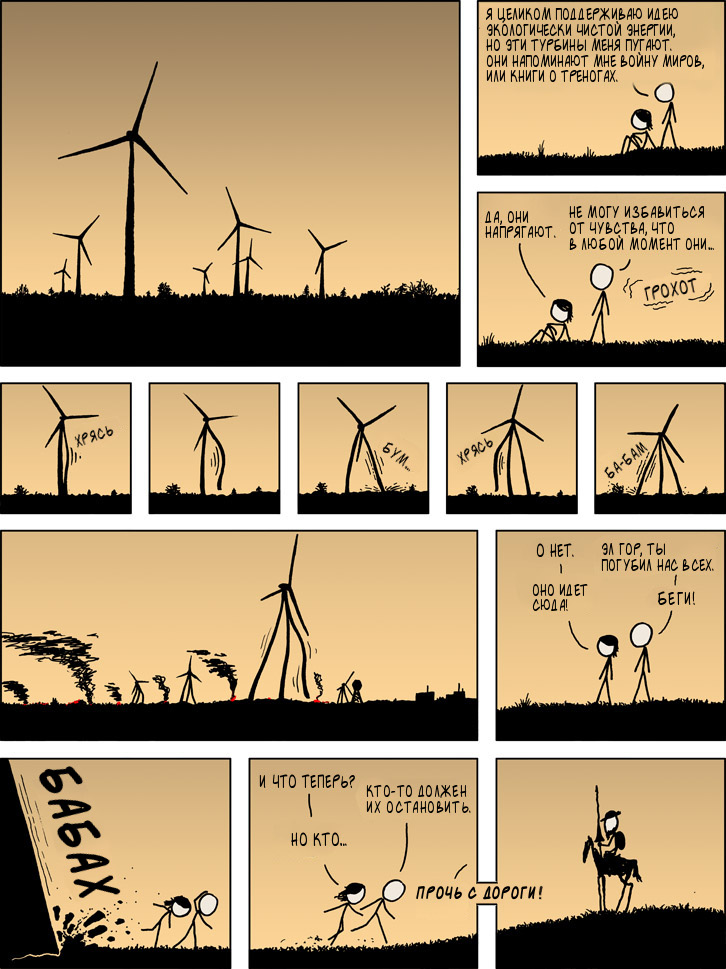 Я ЦЕЛИКОМ ПОДДЕРЖИВАЮ ИДЕЮ
ЭКОЛОГИЧЕСКИ ЧИСТОЙ ЭНЕРГИИ,
НО ЭТИ ТУРБИНЫ МЕНЯ ПУГАЮТ.
ОНИ НАПОМИНАЮТ МНЕ ВОЙНУ МИРОВ,
ИЛИ КНИГИ О ТРЕНОГАХ.
ДА, ОНИ
НАПРЯГАЮТ.
НЕ МОГУ ИЗБАВИТЬСЯ
ОТ ЧУВСТВА, ЧТО
В ЛЮБОЙ МОМЕНТ ОНИ...
ГРОХОТ
ХРЯСЬ
БУМ...
ХРЯСЬ
БА-БАМ
О НЕТ.
ОНО ИДЕТ
СЮДА!
ЭЛ ГОР, ТЫ
ПОГУБИЛ НАС ВСЕХ.
БЕГИ!
БАБАХ
И ЧТО ТЕПЕРЬ?
КТО-ТО ДОЛЖЕН
ИХ ОСТАНОВИТЬ.
НО КТО...
ПРОЧЬ С ДОРОГИ!